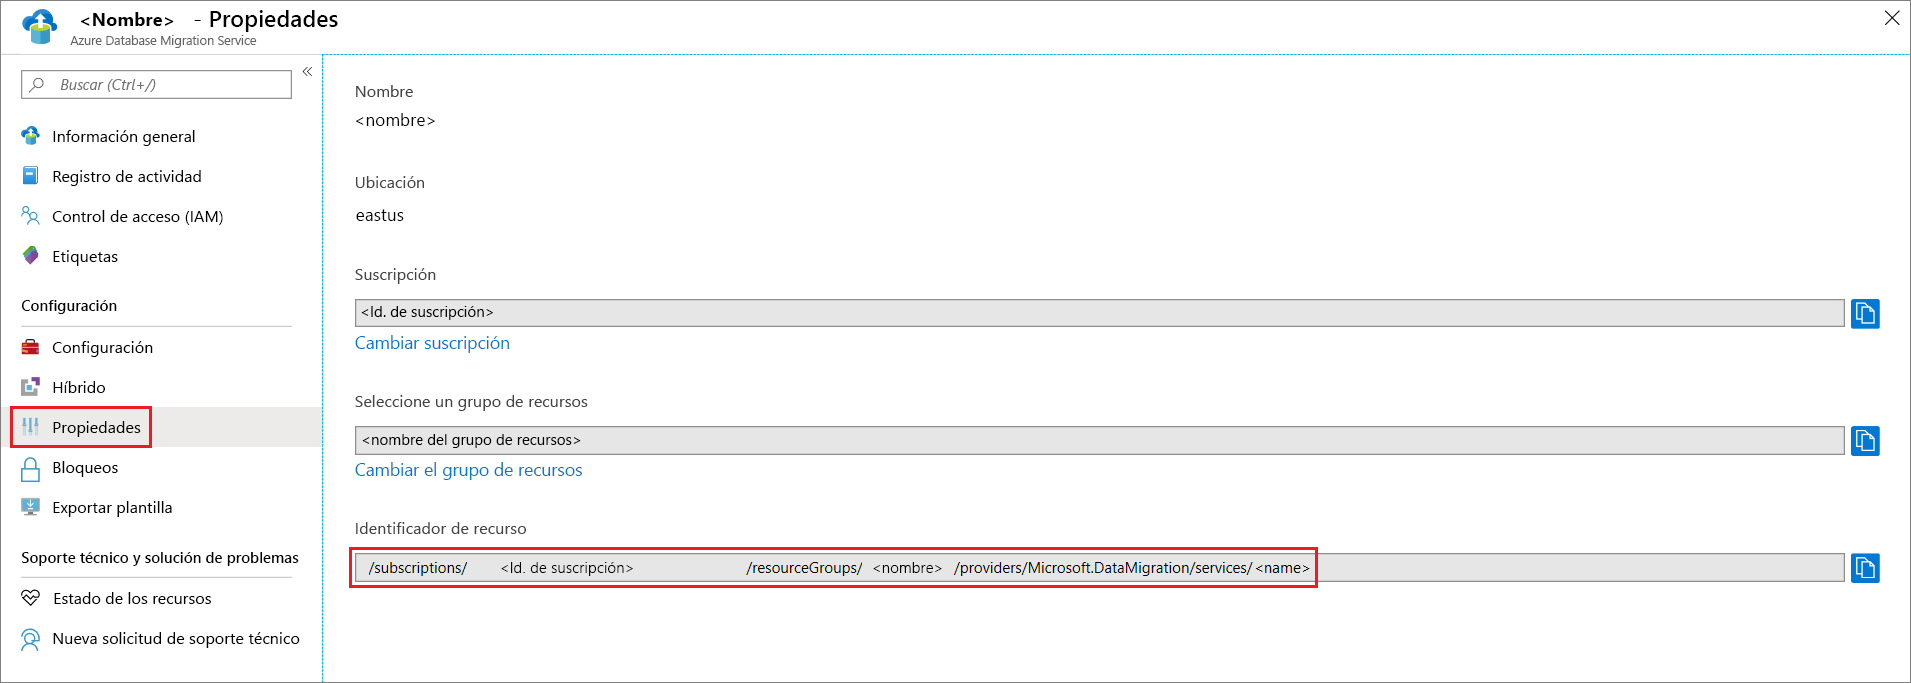 <Nombre> - Propiedades
Azure Database Migration Service
Buscar (Ctrl+/)
Información general
Registro de actividad
Control de acceso (IAM)
Etiquetas
Configuración
Configuración
Híbrido
Propiedades
Bloqueos
Exportar plantilla
Soporte técnico y solución de problemas
Estado de los recursos
Nueva solicitud de soporte técnico
Nombre
<nombre>
Ubicación
eastus
Suscripción
<Id. de suscripción>
Cambiar suscripción
Seleccione un grupo de recursos
<nombre del grupo de recursos>
Cambiar el grupo de recursos
Identificador de recurso
/subscriptions/ <Id. de suscripción> /resourceGroups/ <nombre> /providers/Microsoft.DataMigration/services/ <name>